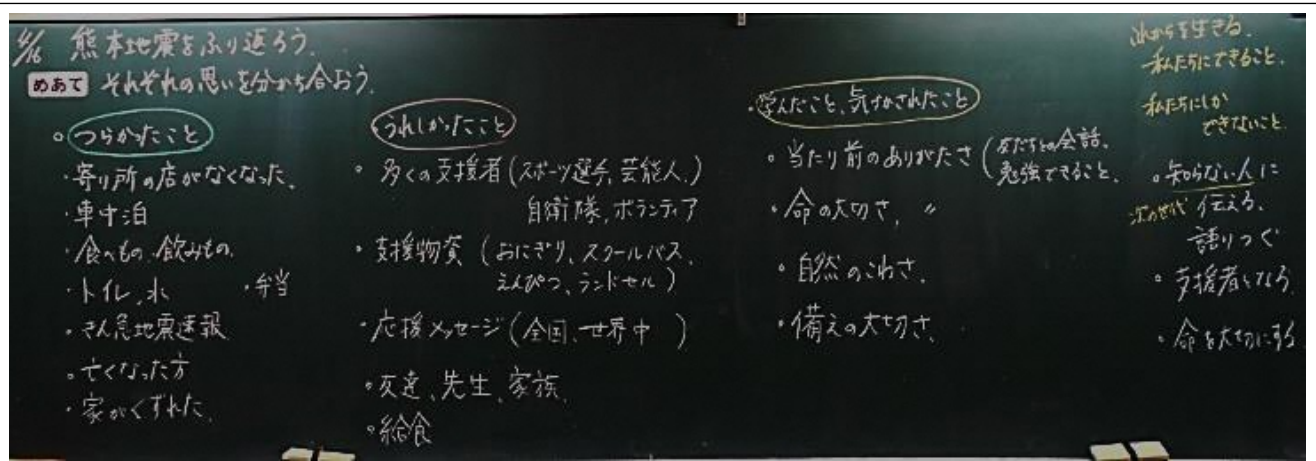 4/16 熊本地震をふり返ろう.
めあて それぞれの思いを分かち合おう.
つらかったこと
・寄り所の店がなくなった.
・車中泊
・食べもの.飲みもの.
・トイレ,水 ・弁当
・きん急地震速報
・亡くなった方
・家がくずれた.
うれしかったこと
・多くの支援者(スポーツ選手,芸能人.)
自衛隊,ボランティア
・支援物資(おにぎり、スクールバス、
えんぴつ、ランドセル)
・応援メッセージ(全国、世界中)
・友達、先生、家族.
・給食
・学んだこと、気づかされたこと
・当たり前のありがたさ(友だちとの会話、
勉強できること.
・命の大切さ, 〃
・自然のこわさ.
・備えの大切さ.
これからを生きる.
私たちにできること.
私たちにしか
できないこと.
・知らない人に
次の世代 伝える.
語りつぐ
・支援者となろう
・命を大切にする